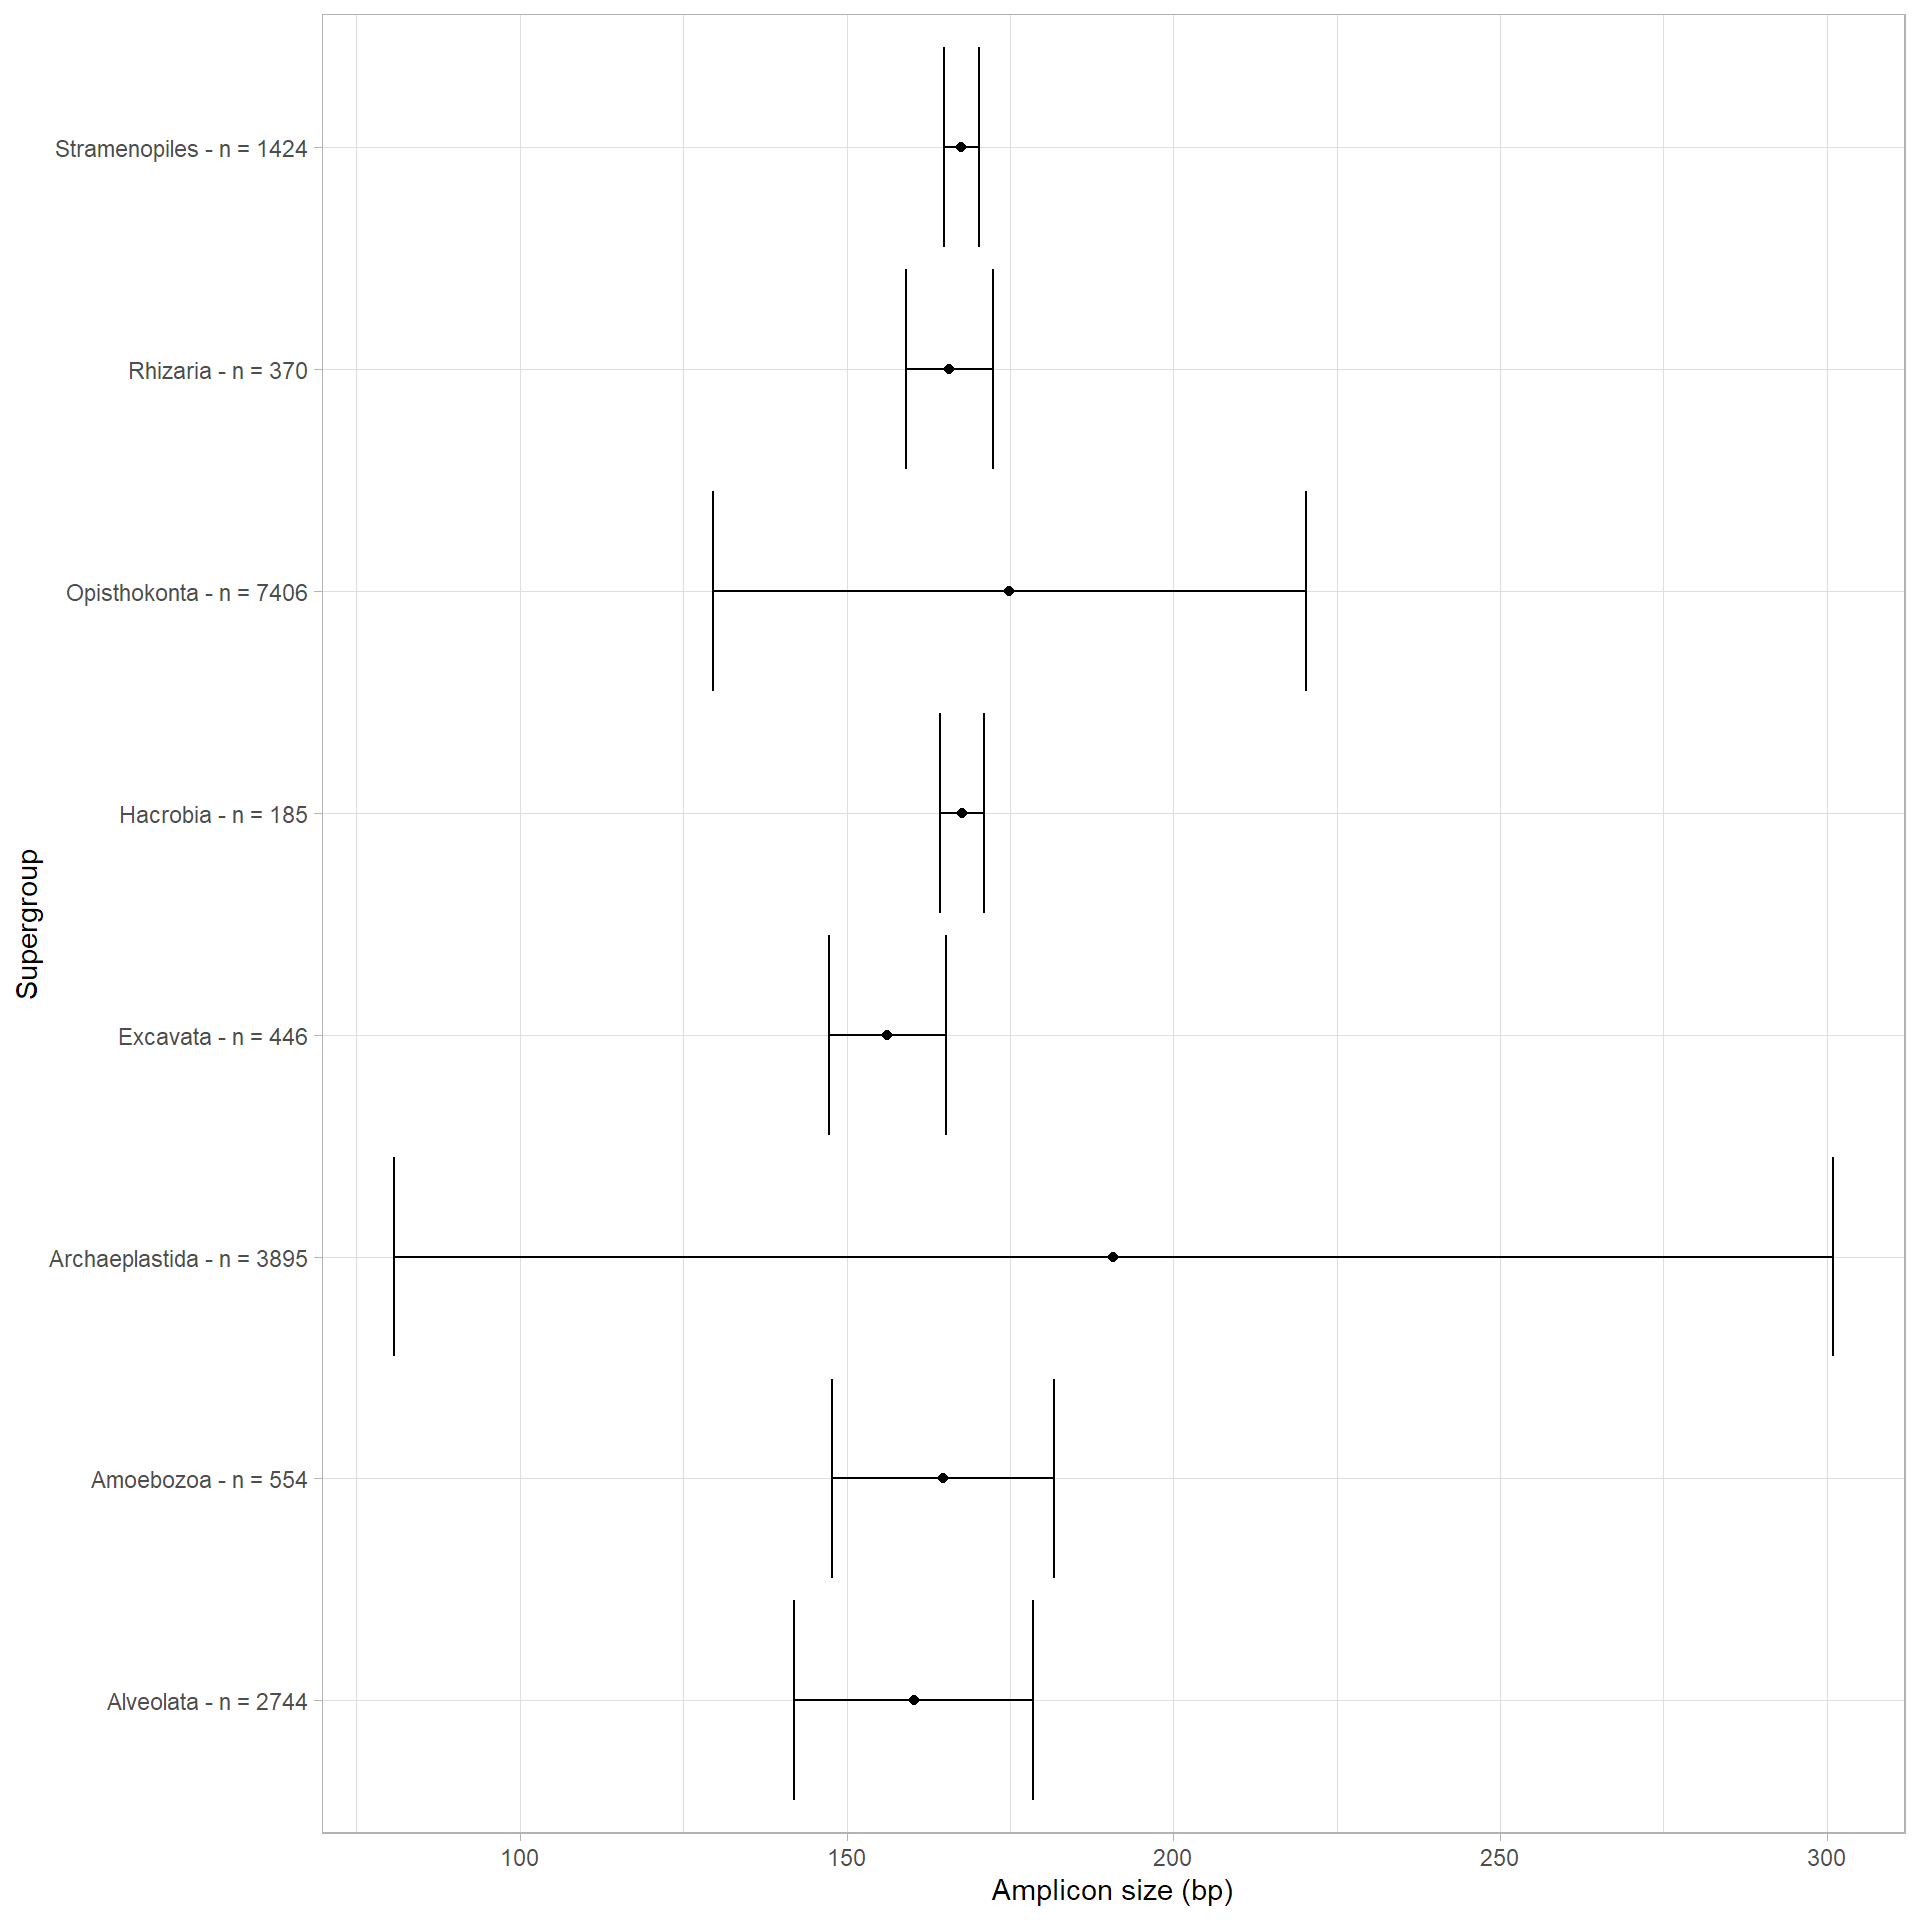 Stramenopiles - n = 1424
Rhizaria - n = 370
Opisthokonta - n = 7406
Hacrobia - n = 185
Supergroup
Excavata - n = 446
Archaeplastida - n = 3895
Amoebozoa - n = 554
Alveolata - n = 2744
100 150 200 250 300
Amplicon size (bp)